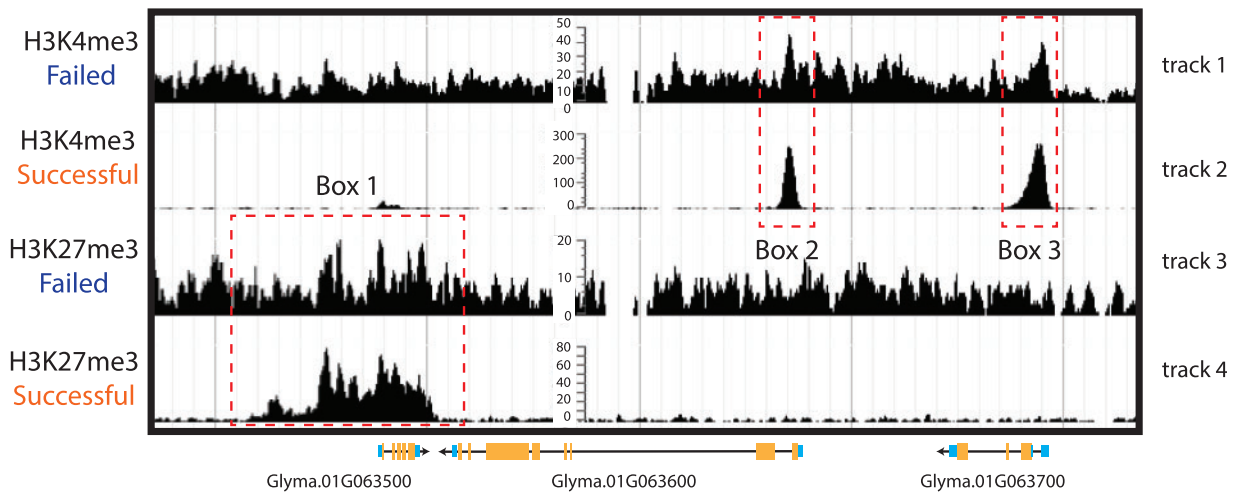 H3K4me3
Failed
50
40
30
20
10
0
track 1
H3K4me3
Successful
300
200
100
0
track 2
Box 1
Box 2
Box 3
H3K27me3
Failed
20
10
0
track 3
H3K27me3
Successful
80
60
40
20
0
track 4
Glyma.01G063500
Glyma.01G063600
Glyma.01G063700